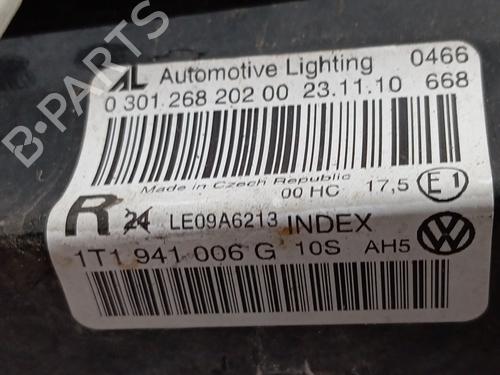 AL Automotive Lighting 0466
0 301 268 202 00 23.11.10 668
Made in Czech Republic
00 HC 17,5 E1
R 24 LE09A6213 INDEX
1T1 941 006 G 10S AH5